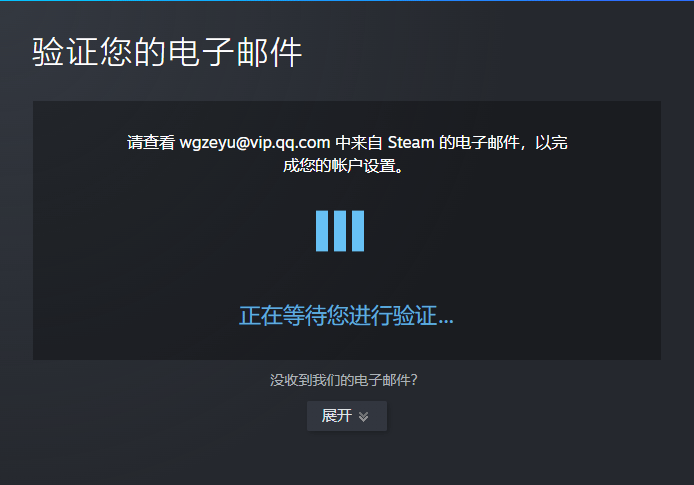 验证您的电子邮件
请查看 wgzeyu@vip.qq.com 中来自 Steam 的电子邮件，以完
成您的帐户设置。
正在等待您进行验证...
没收到我们的电子邮件?
展开